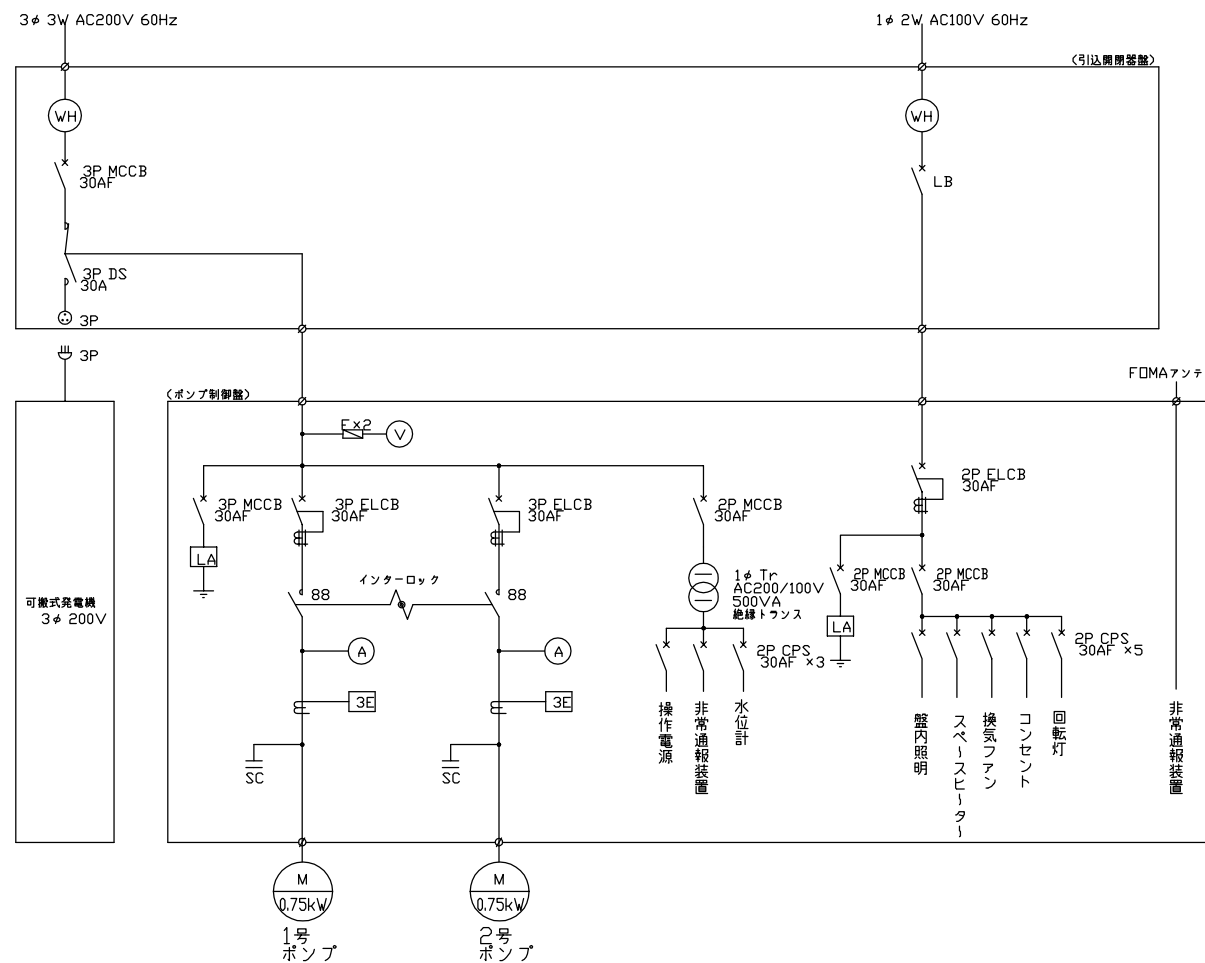 3φ 3W AC200V 60Hz
1φ 2W AC100V 60Hz
(引込開閉器盤)
WH
WH
3P MCCB
30AF
LB
3P DS
30A
3P
3P
FOMAアンテ
(ポンプ制御盤)
F×2
V
3P MCCB
30AF
3P ELCB
30AF
3P ELCB
30AF
2P MCCB
30AF
2P ELCB
30AF
LA
インターロック
88
88
1φ Tr
AC200/100V
500VA
絶縁トランス
2P MCCB
30AF
2P MCCB
30AF
LA
可搬式発電機
3φ 200V
A
A
2P CPS
30AF ×3
2P CPS
30AF ×5
3E
3E
操作電源
非常通報装置
水位計
盤内照明
スペースヒーター
換気ファン
コンセント
回転灯
非常通報装置
SC
SC
M
0.75kW
M
0.75kW
1号
ポンプ
2号
ポンプ